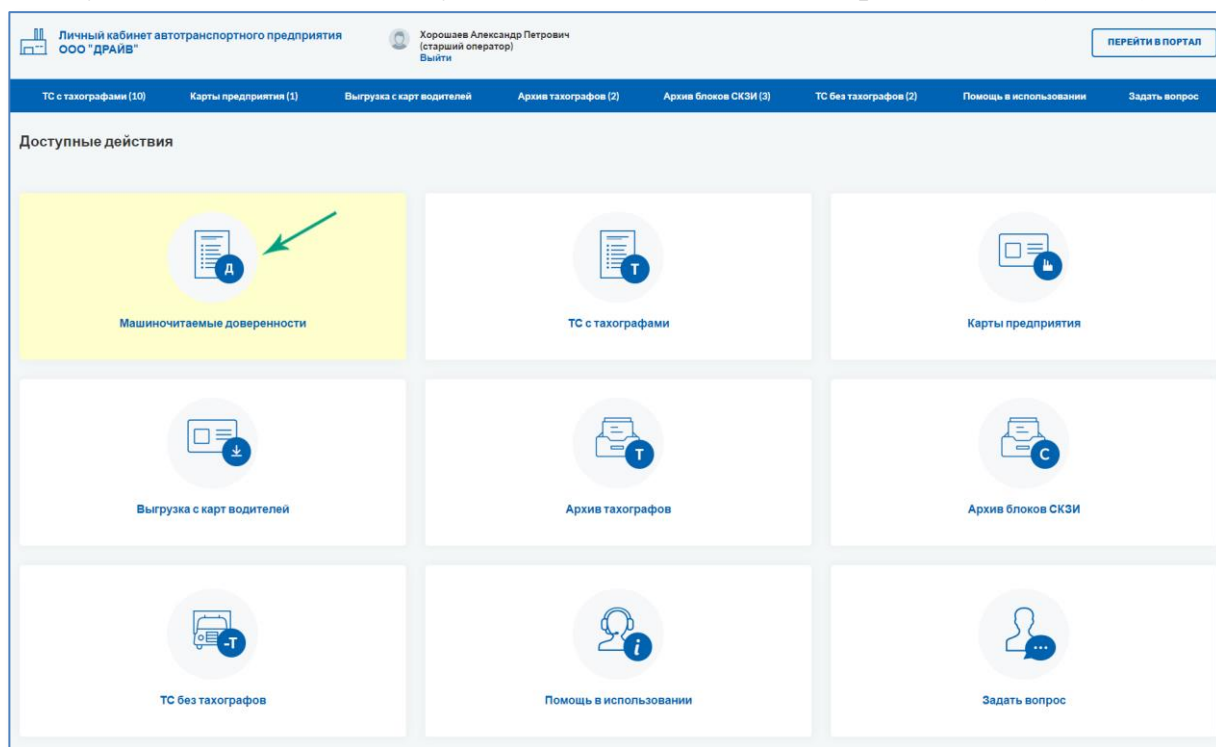 Личный кабинет автотранспортного предприятия
ООО "ДРАЙВ"
Хорошаев Александр Петрович
(старший оператор)
Выйти
ПЕРЕЙТИ В ПОРТАЛ
ТС с тахографами (10) Карты предприятия (1) Выгрузка с карт водителей Архив тахографов (2) Архив блоков СКЗИ (3) ТС без тахографов (2) Помощь в использовании Задать вопрос
Доступные действия
Д
Т
Машиночитаемые доверенности ТС с тахографами Карты предприятия
Т
С
Выгрузка с карт водителей Архив тахографов Архив блоков СКЗИ
-Т
i
ТС без тахографов Помощь в использовании Задать вопрос